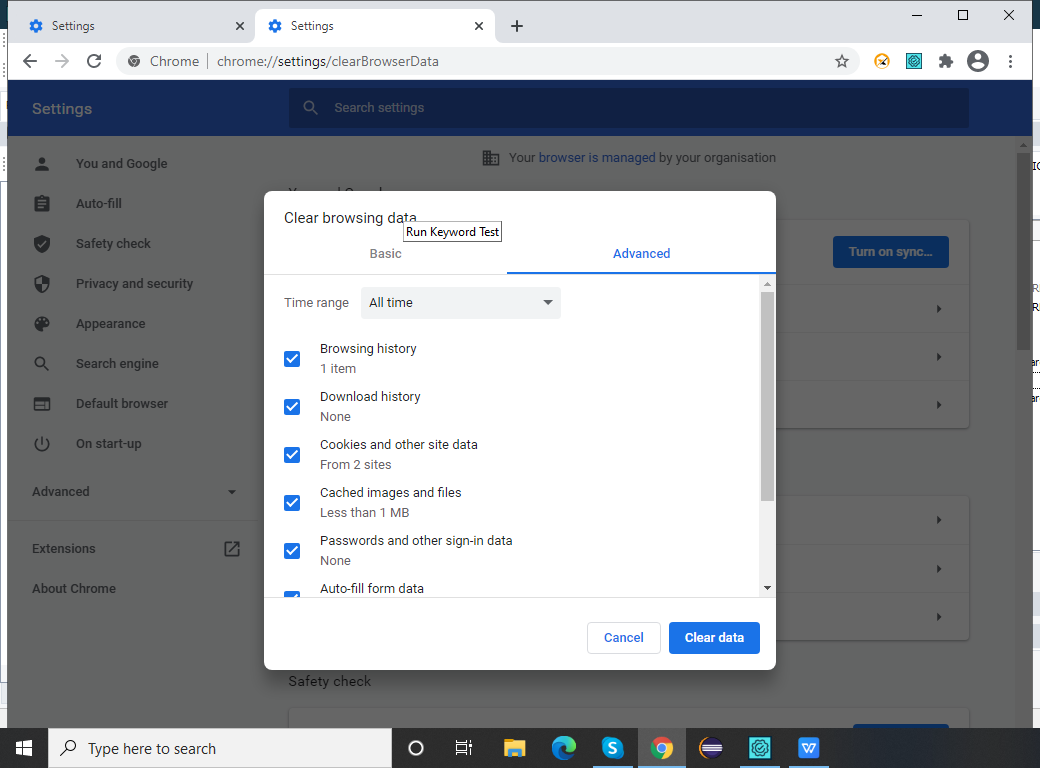 Settings
Settings
Chrome
chrome://settings/clearBrowserData
Settings
Search settings
You and Google
Auto-fill
Safety check
Privacy and security
Appearance
Search engine
Default browser
On start-up
Advanced
Extensions
About Chrome
Your browser is managed by your organisation
Turn on sync...
Clear browsing data
Run Keyword Test
Basic
Advanced
Time range
All time
Browsing history
1 item
Download history
None
Cookies and other site data
From 2 sites
Cached images and files
Less than 1 MB
Passwords and other sign-in data
None
Auto-fill form data
Cancel
Clear data
Safety check
Type here to search